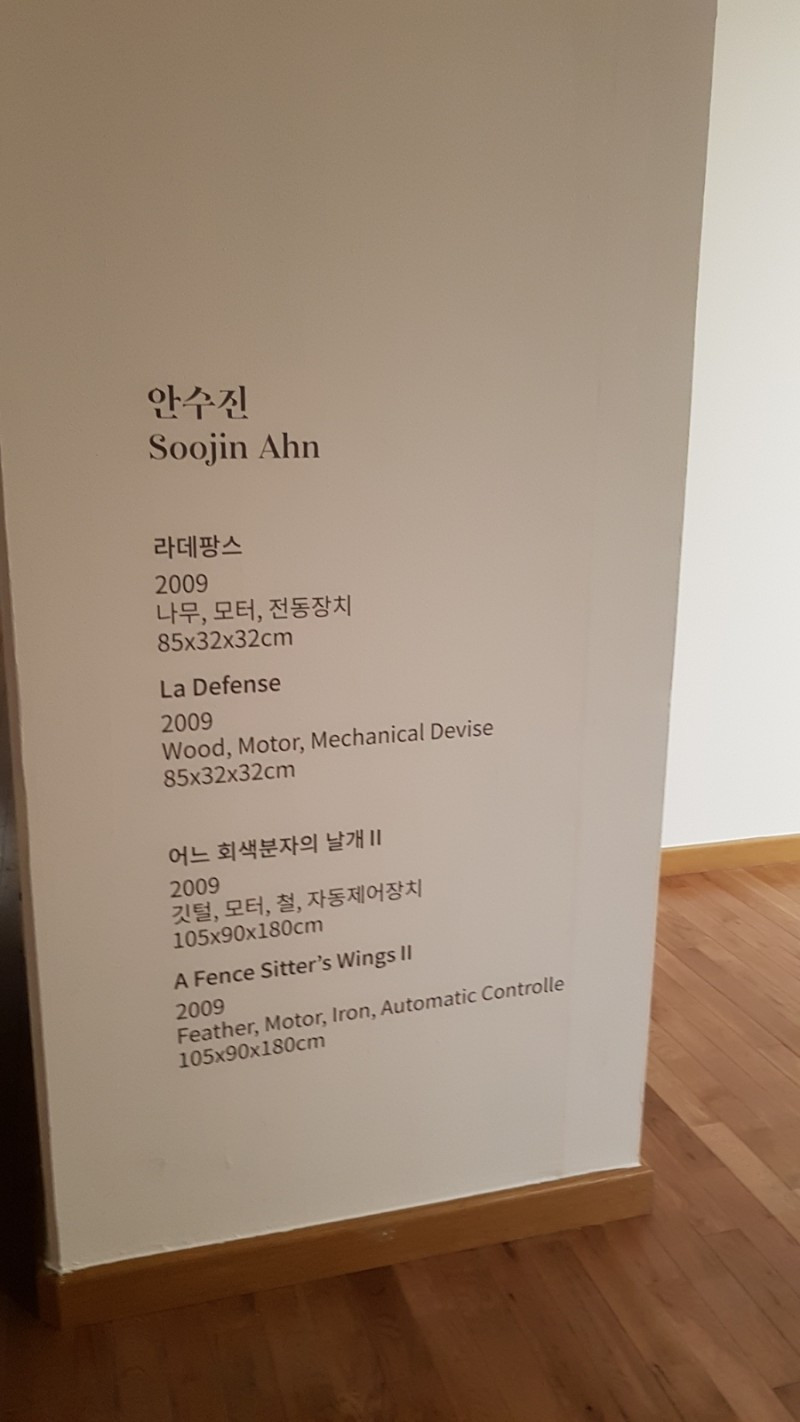 안수진
Soojin Ahn
라데팡스
2009
나무, 모터, 전동장치
85x32x32cm
La Defense
2009
Wood, Motor, Mechanical Devise
85x32x32cm
어느 회색분자의 날개 II
2009
깃털, 모터, 철, 자동제어장치
105x90x180cm
A Fence Sitter’s Wings II
2009
Feather, Motor, Iron, Automatic Controlle
105x90x180cm